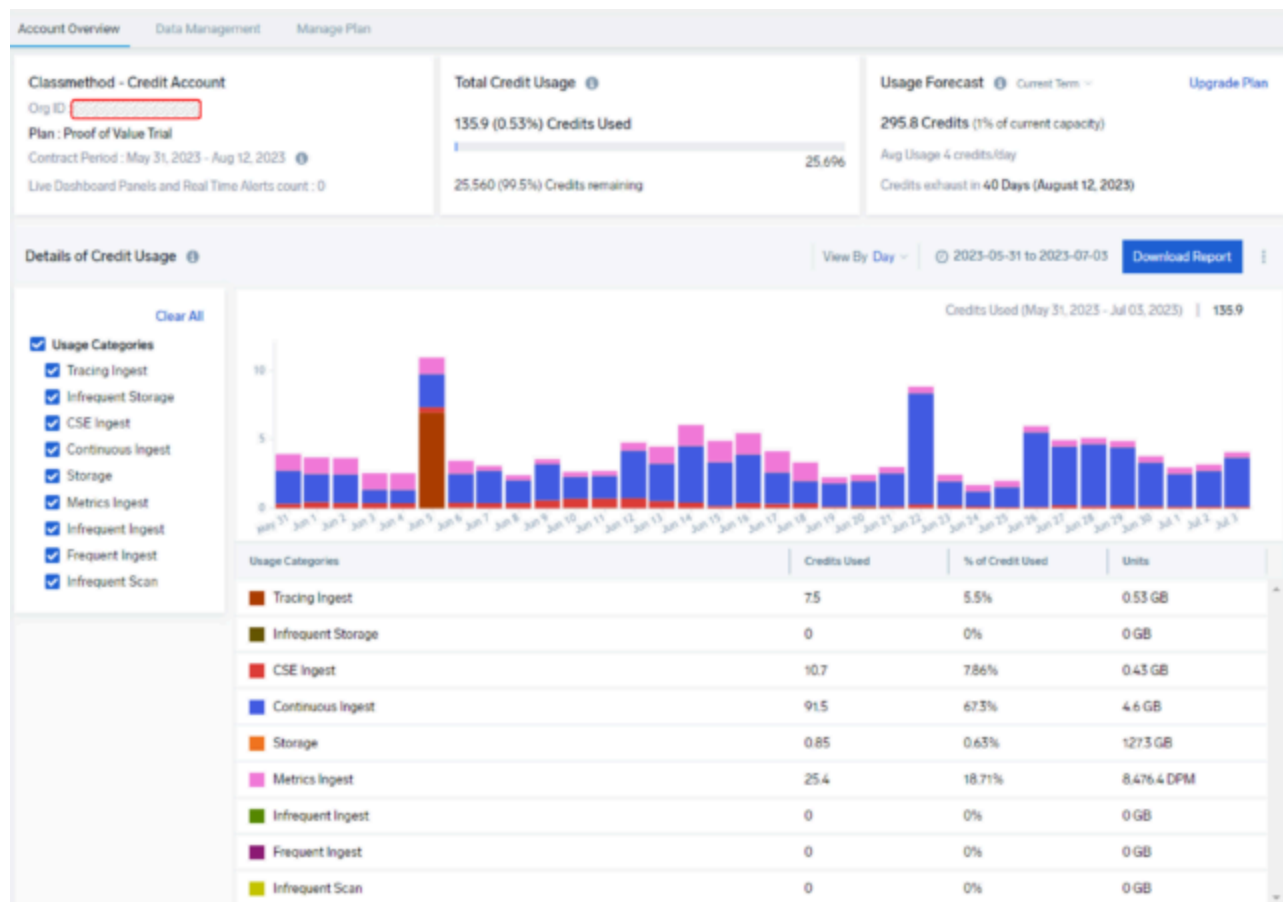 Account Overview Data Management Manage Plan
Classmethod - Credit Account
Org ID
Plan : Proof of Value Trial
Contract Period : May 31, 2023 - Aug 12, 2023
Live Dashboard Panels and Real Time Alerts count : 0
Total Credit Usage
135.9 (0.53%) Credits Used
25,696
25,560 (99.5%) Credits remaining
Usage Forecast Current Term Upgrade Plan
295.8 Credits (1% of current capacity)
Avg Usage 4 credits/day
Credits exhaust in 40 Days (August 12, 2023)
Details of Credit Usage View By Day 2023-05-31 to 2023-07-03 Download Report
Clear All
Usage Categories
Tracing Ingest
Infrequent Storage
CSE Ingest
Continuous Ingest
Storage
Metrics Ingest
Infrequent Ingest
Frequent Ingest
Infrequent Scan
Credits Used (May 31, 2023 - Jul 03, 2023) | 135.9
10
5
0
May 31 Jun 1 Jun 2 Jun 3 Jun 4 Jun 5 Jun 6 Jun 7 Jun 8 Jun 9 Jun 10 Jun 11 Jun 12 Jun 13 Jun 14 Jun 15 Jun 16 Jun 17 Jun 18 Jun 19 Jun 20 Jun 21 Jun 22 Jun 23 Jun 24 Jun 25 Jun 26 Jun 27 Jun 28 Jun 29 Jun 30 Jul 1 Jul 2 Jul 3
Usage Categories Credits Used % of Credit Used Units
Tracing Ingest 7.5 5.5% 0.53 GB
Infrequent Storage 0 0% 0 GB
CSE Ingest 10.7 7.86% 0.43 GB
Continuous Ingest 91.5 67.3% 4.6 GB
Storage 0.85 0.63% 127.3 GB
Metrics Ingest 25.4 18.71% 8,476.4 DPM
Infrequent Ingest 0 0% 0 GB
Frequent Ingest 0 0% 0 GB
Infrequent Scan 0 0% 0 GB